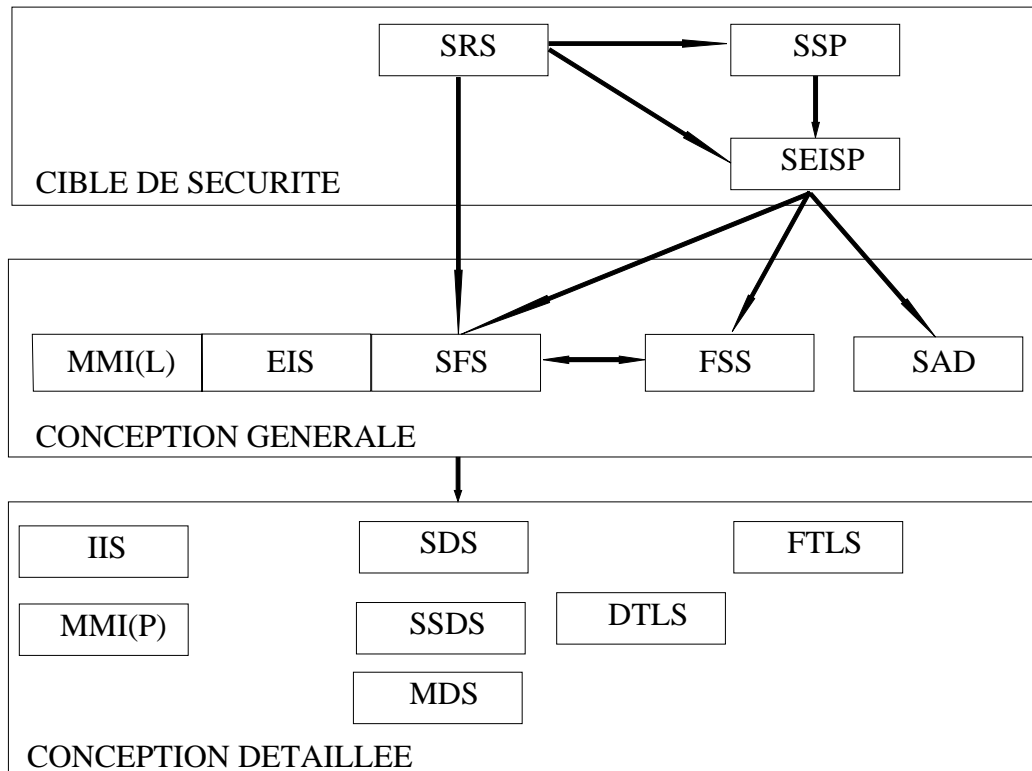 SRS
SSP
SEISP
CIBLE DE SECURITE
MMI(L)
EIS
SFS
FSS
SAD
CONCEPTION GENERALE
IIS
SDS
FTLS
MMI(P)
SSDS
DTLS
MDS
CONCEPTION DETAILLEE